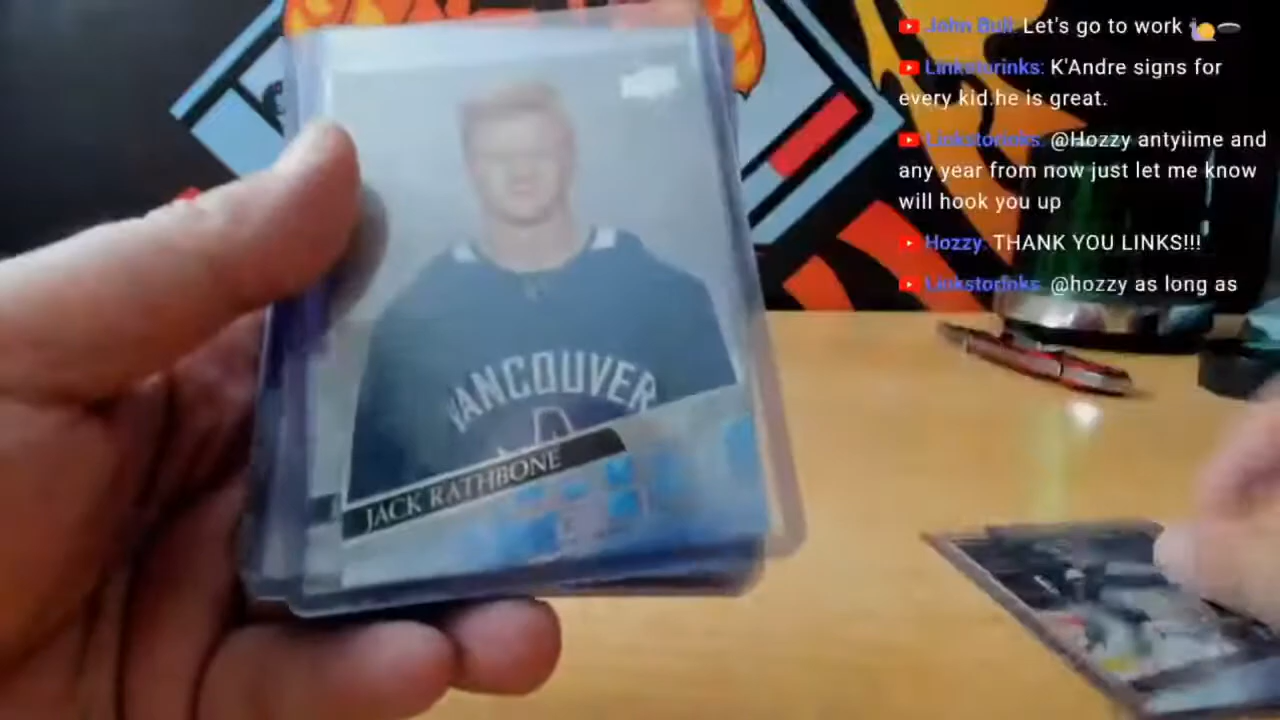 VANCOUVER
JACK RATHBONE
John Buil: Let's go to work
Linkstorinks: K'Andre signs for
every kid.he is great.
Linkstorinks: @Hozzy antyiime and
any year from now just let me know
will hook you up
Hozzy: THANK YOU LINKS!!!
Linkstorinks: @hozzy as long as